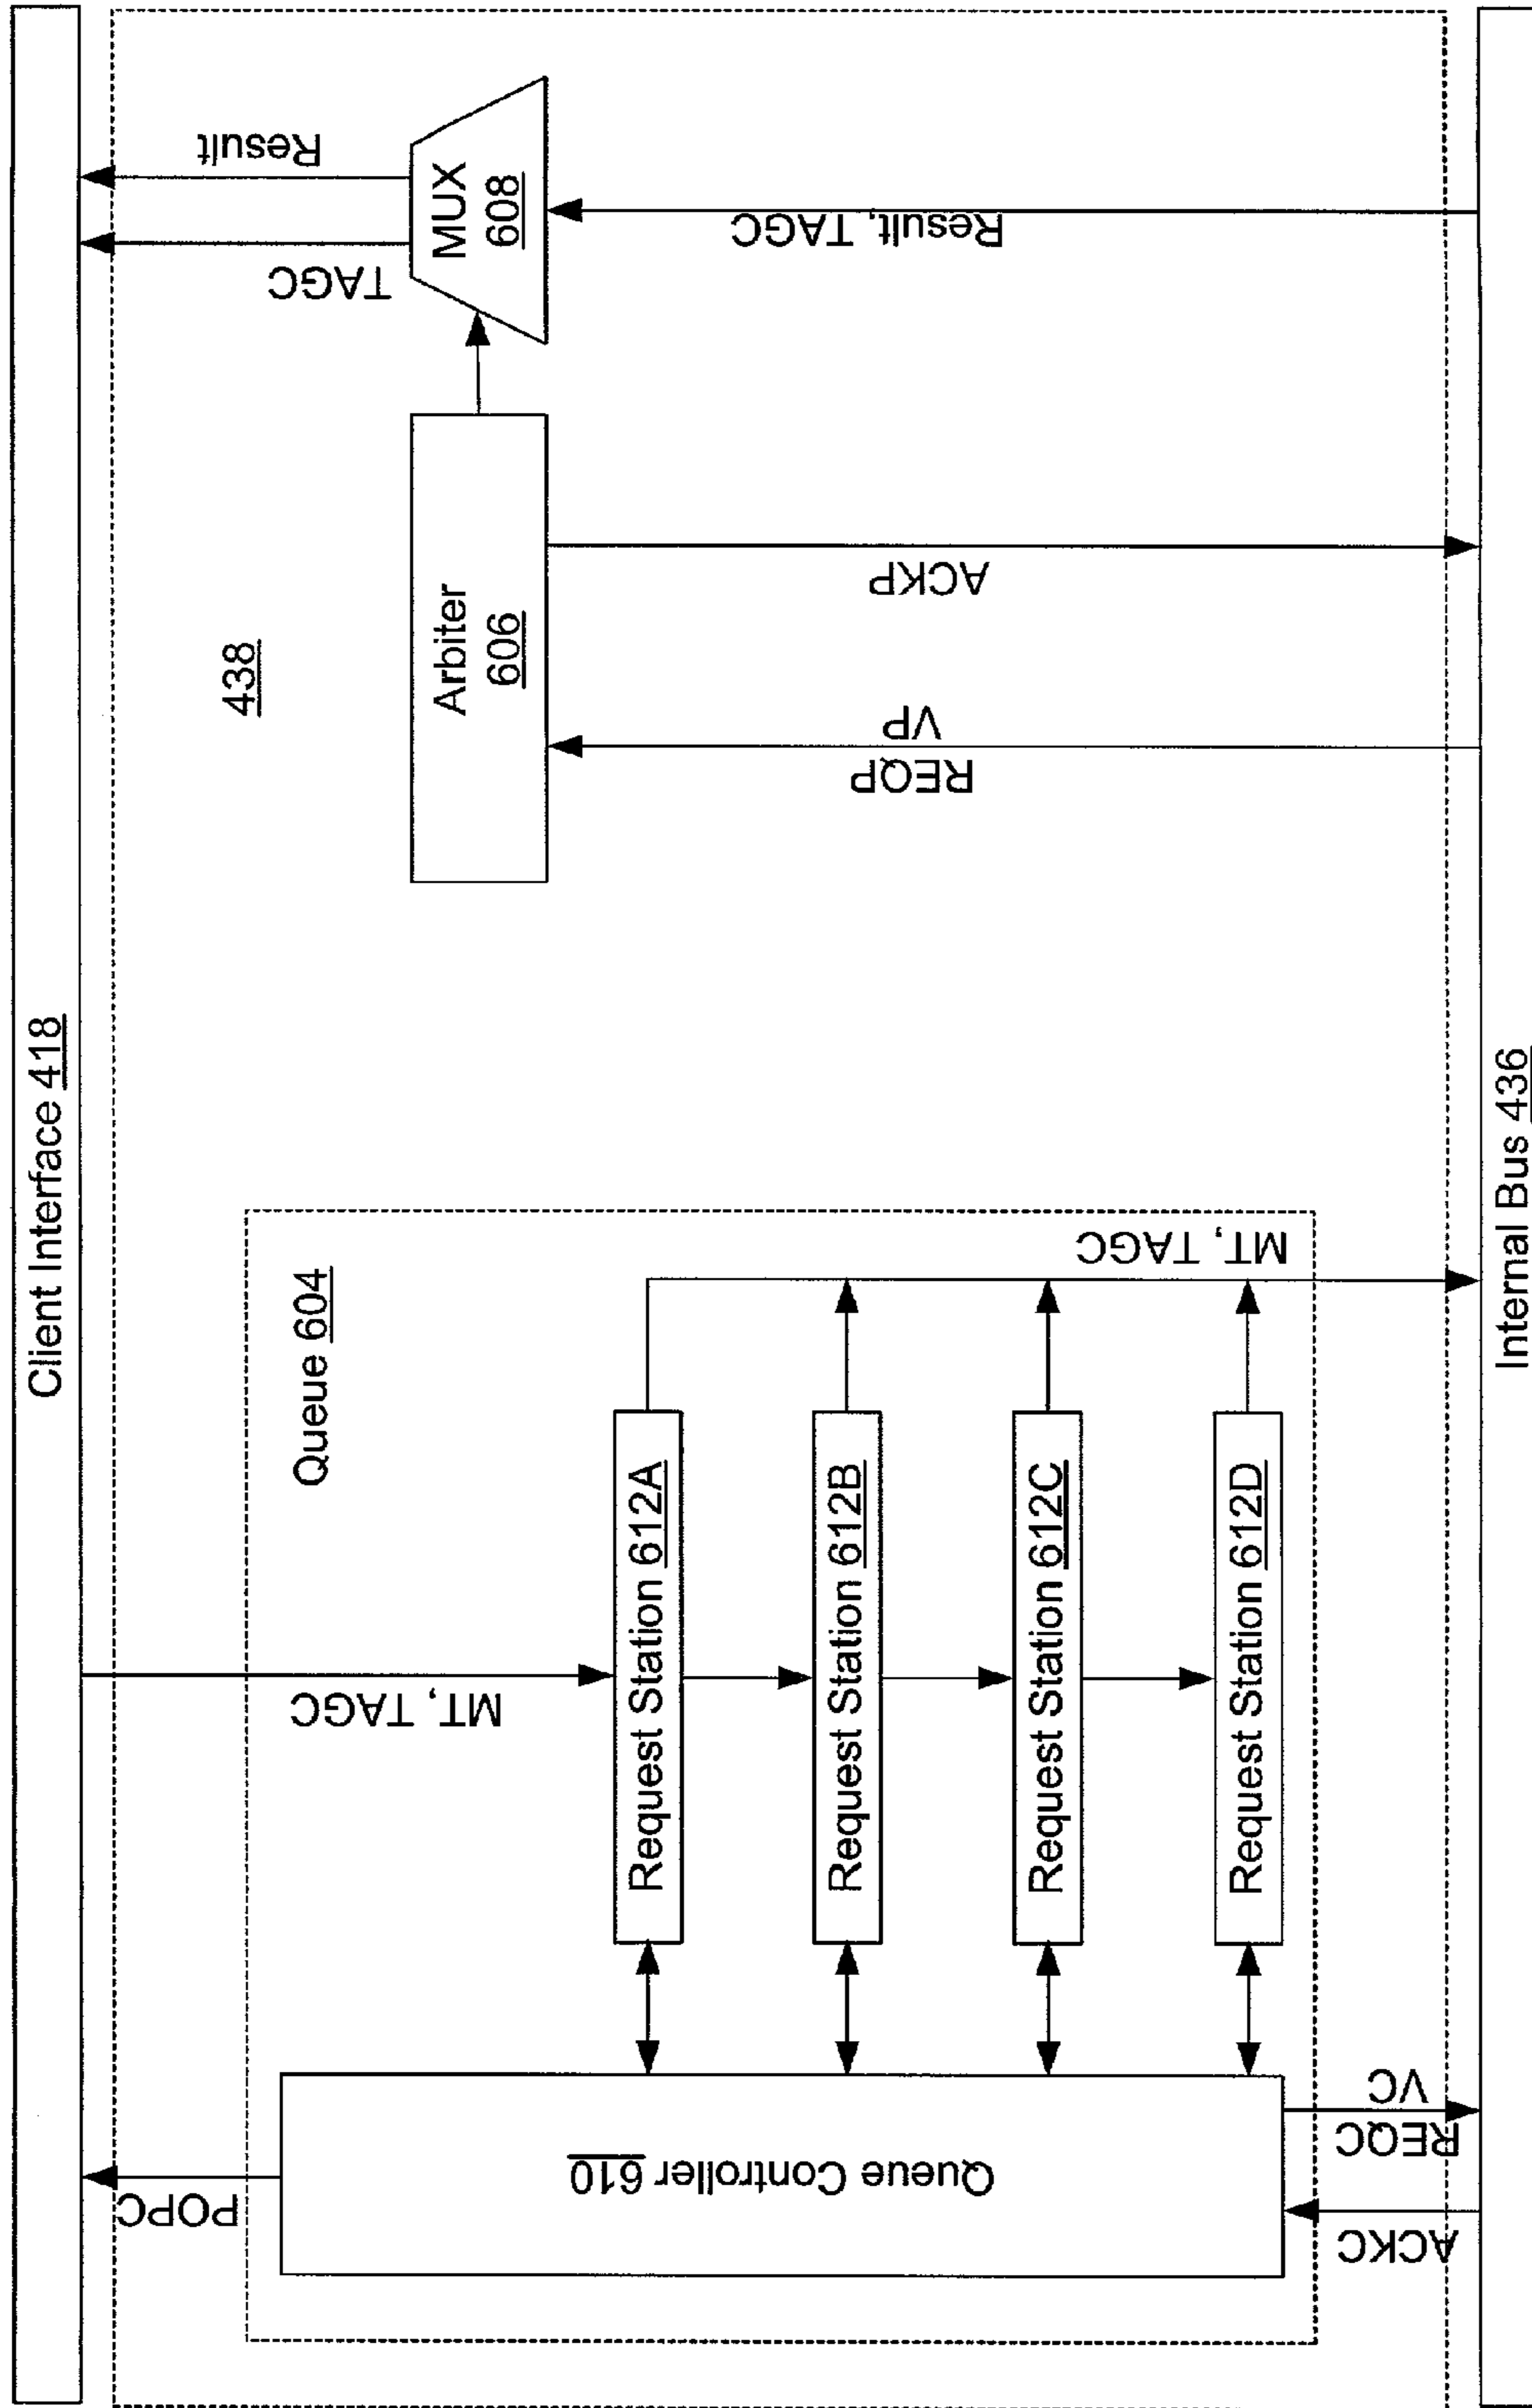 Client Interface 418
438
Queue 604
POPC
MT, TAGC
TAGC
Result
Queue Controller 610
Request Station 612A
Request Station 612B
Request Station 612C
Request Station 612D
MT, TAGC
Arbiter
606
MUX
608
ACKC
REQC
VC
REQP
VP
ACKP
Result, TAGC
Internal Bus 436